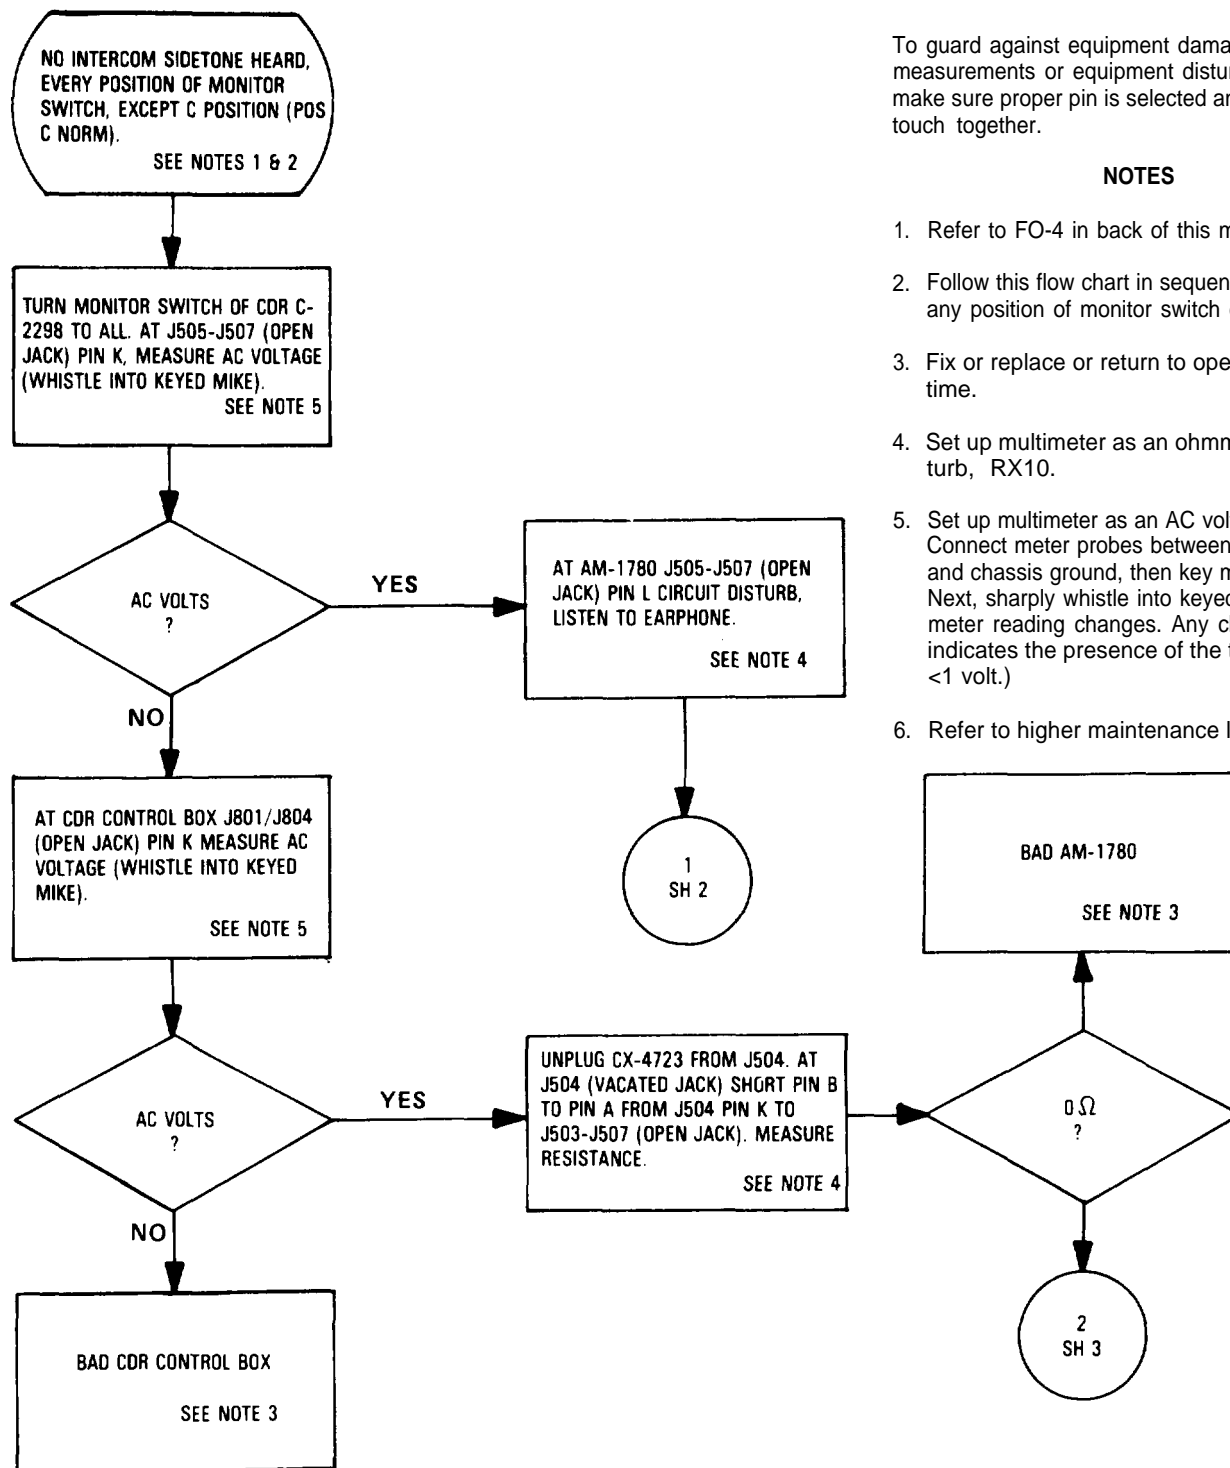 NO INTERCOM SIDETONE HEARD,
EVERY POSITION OF MONITOR
SWITCH, EXCEPT C POSITION (POS
C NORM).
SEE NOTES 1 & 2
TURN MONITOR SWITCH OF CDR C-
2298 TO ALL. AT J505-J507 (OPEN
JACK) PIN K, MEASURE AC VOLTAGE
(WHISTLE INTO KEYED MIKE).
SEE NOTE 5
AC VOLTS
?
YES
NO
AT AM-1780 J505-J507 (OPEN
JACK) PIN L CIRCUIT DISTURB,
LISTEN TO EARPHONE.
SEE NOTE 4
1
SH 2
AT CDR CONTROL BOX J801/J804
(OPEN JACK) PIN K MEASURE AC
VOLTAGE (WHISTLE INTO KEYED
MIKE).
SEE NOTE 5
AC VOLTS
?
YES
NO
UNPLUG CX-4723 FROM J504. AT
J504 (VACATED JACK) SHORT PIN B
TO PIN A FROM J504 PIN K TO
J503-J507 (OPEN JACK). MEASURE
RESISTANCE.
SEE NOTE 4
0 Ω
?
BAD AM-1780
SEE NOTE 3
2
SH 3
BAD CDR CONTROL BOX
SEE NOTE 3
To guard against equipment dama
measurements or equipment distur
make sure proper pin is selected a
touch together.
NOTES
1. Refer to FO-4 in back of this m
2. Follow this flow chart in sequen
any position of monitor switch
3. Fix or replace or return to ope
time.
4. Set up multimeter as an ohmm
turb, RX10.
5. Set up multimeter as an AC vol
Connect meter probes between
and chassis ground, then key m
Next, sharply whistle into keyed
meter reading changes. Any c
indicates the presence of the t
<1 volt.)
6. Refer to higher maintenance l